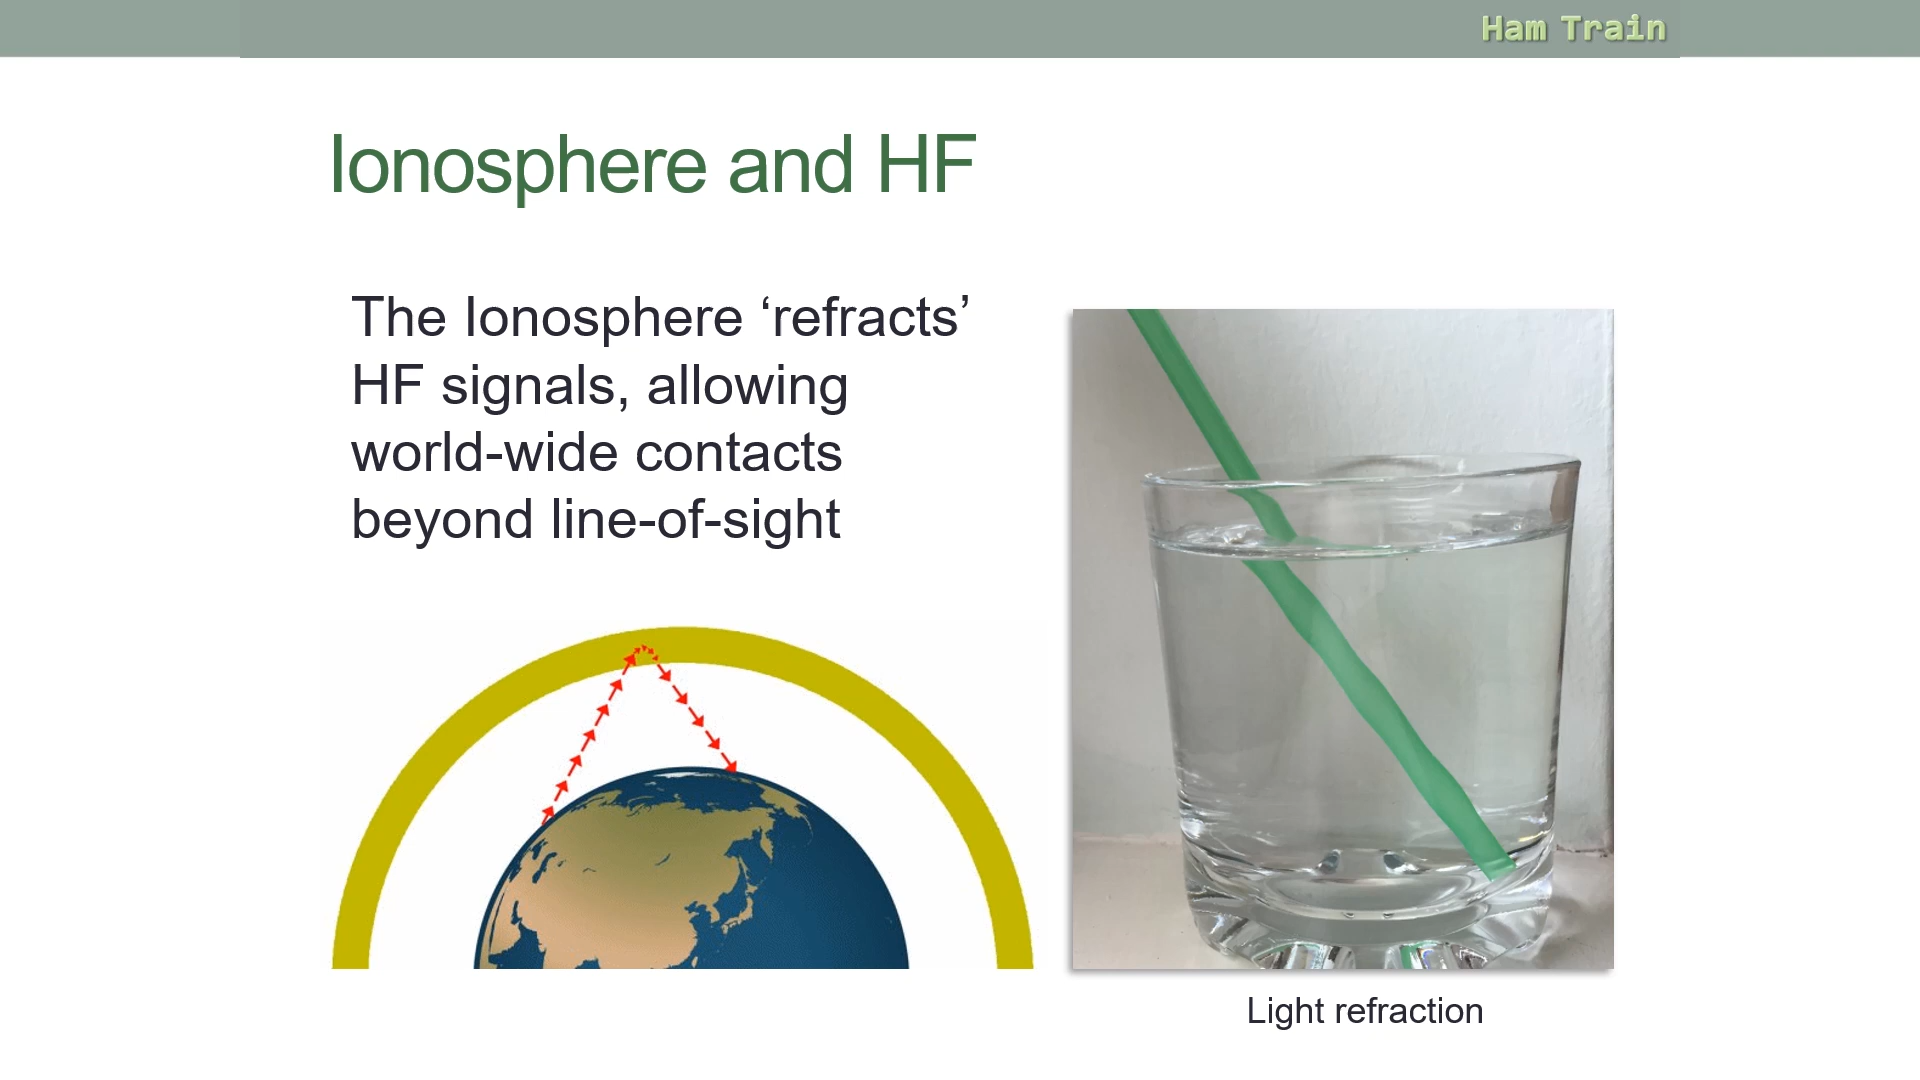 Ham Train
Ionosphere and HF
The Ionosphere ‘refracts’
HF signals, allowing
world-wide contacts
beyond line-of-sight
Light refraction